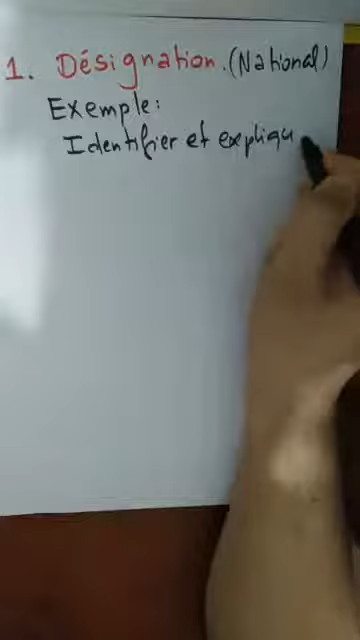 1. Désignation. (National)
Exemple:
Identifier et expliqu